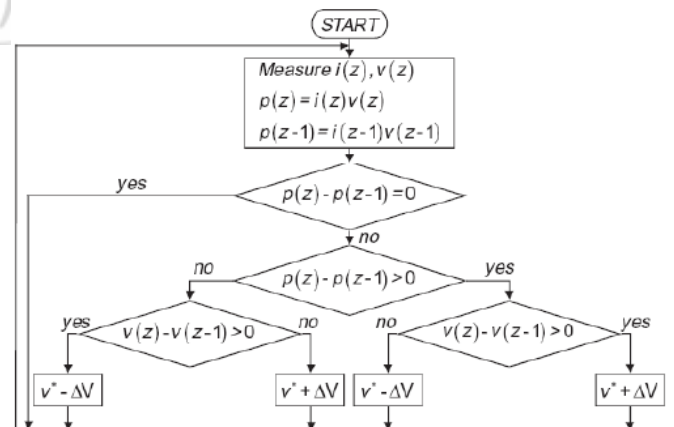 START
Measure i(z),v(z)
p(z)=i(z)v(z)
p(z-1)=i(z-1)v(z-1)
yes
p(z)-p(z-1)=0
no
no
p(z)-p(z-1)>0
yes
yes
v(z)-v(z-1)>0
no
no
v(z)-v(z-1)>0
yes
v*-ΔV
v*+ΔV
v*-ΔV
v*+ΔV